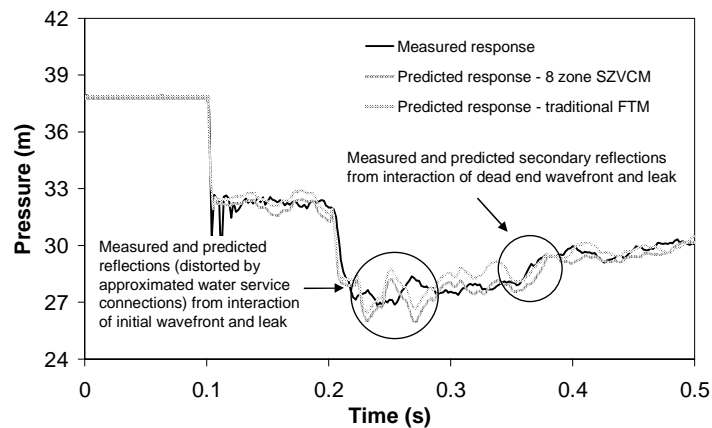 42
39
36
33
30
27
24
Pressure (m)
0
0.1
0.2
0.3
0.4
0.5
Time (s)
Measured response
Predicted response - 8 zone SZVCM
Predicted response - traditional FTM
Measured and predicted secondary reflections
from interaction of dead end wavefront and leak
Measured and predicted
reflections (distorted by
approximated water service
connections) from interaction
of initial wavefront and leak